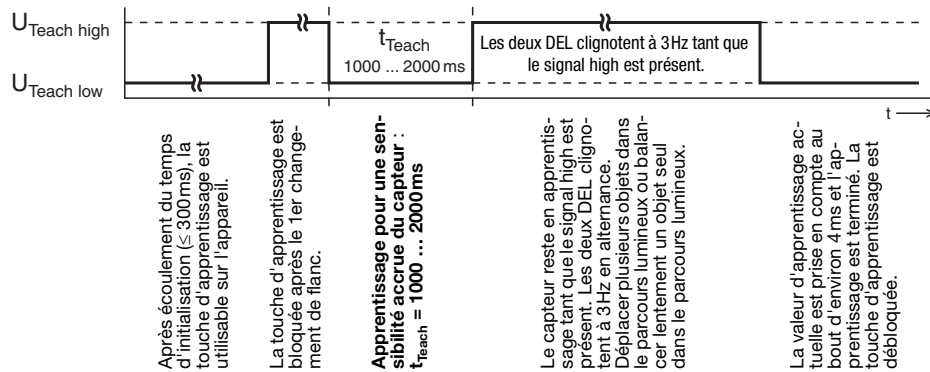 U Teach high
U Teach low
t Teach
1000 ... 2000 ms
Les deux DEL clignotent à 3 Hz tant que
le signal high est présent.
t
Après écoulement du temps
d'initialisation (≤ 300 ms), la
touche d'apprentissage est
utilisable sur l'appareil.
La touche d'apprentissage est
bloquée après le 1er change-
ment de flanc.
Apprentissage pour une sen-
sibilité accrue du capteur :
tTeach = 1000 ... 2000 ms
Le capteur reste en apprentis-
sage tant que le signal high est
présent. Les deux DEL cligno-
tent à 3 Hz en alternance.
Déplacer plusieurs objets dans
le parcours lumineux ou balan-
cer lentement un objet seul
dans le parcours lumineux.
La valeur d'apprentissage ac-
tuelle est prise en compte au
bout d'environ 4 ms et l'ap-
prentissage est terminé. La
touche d'apprentissage est
débloquée.